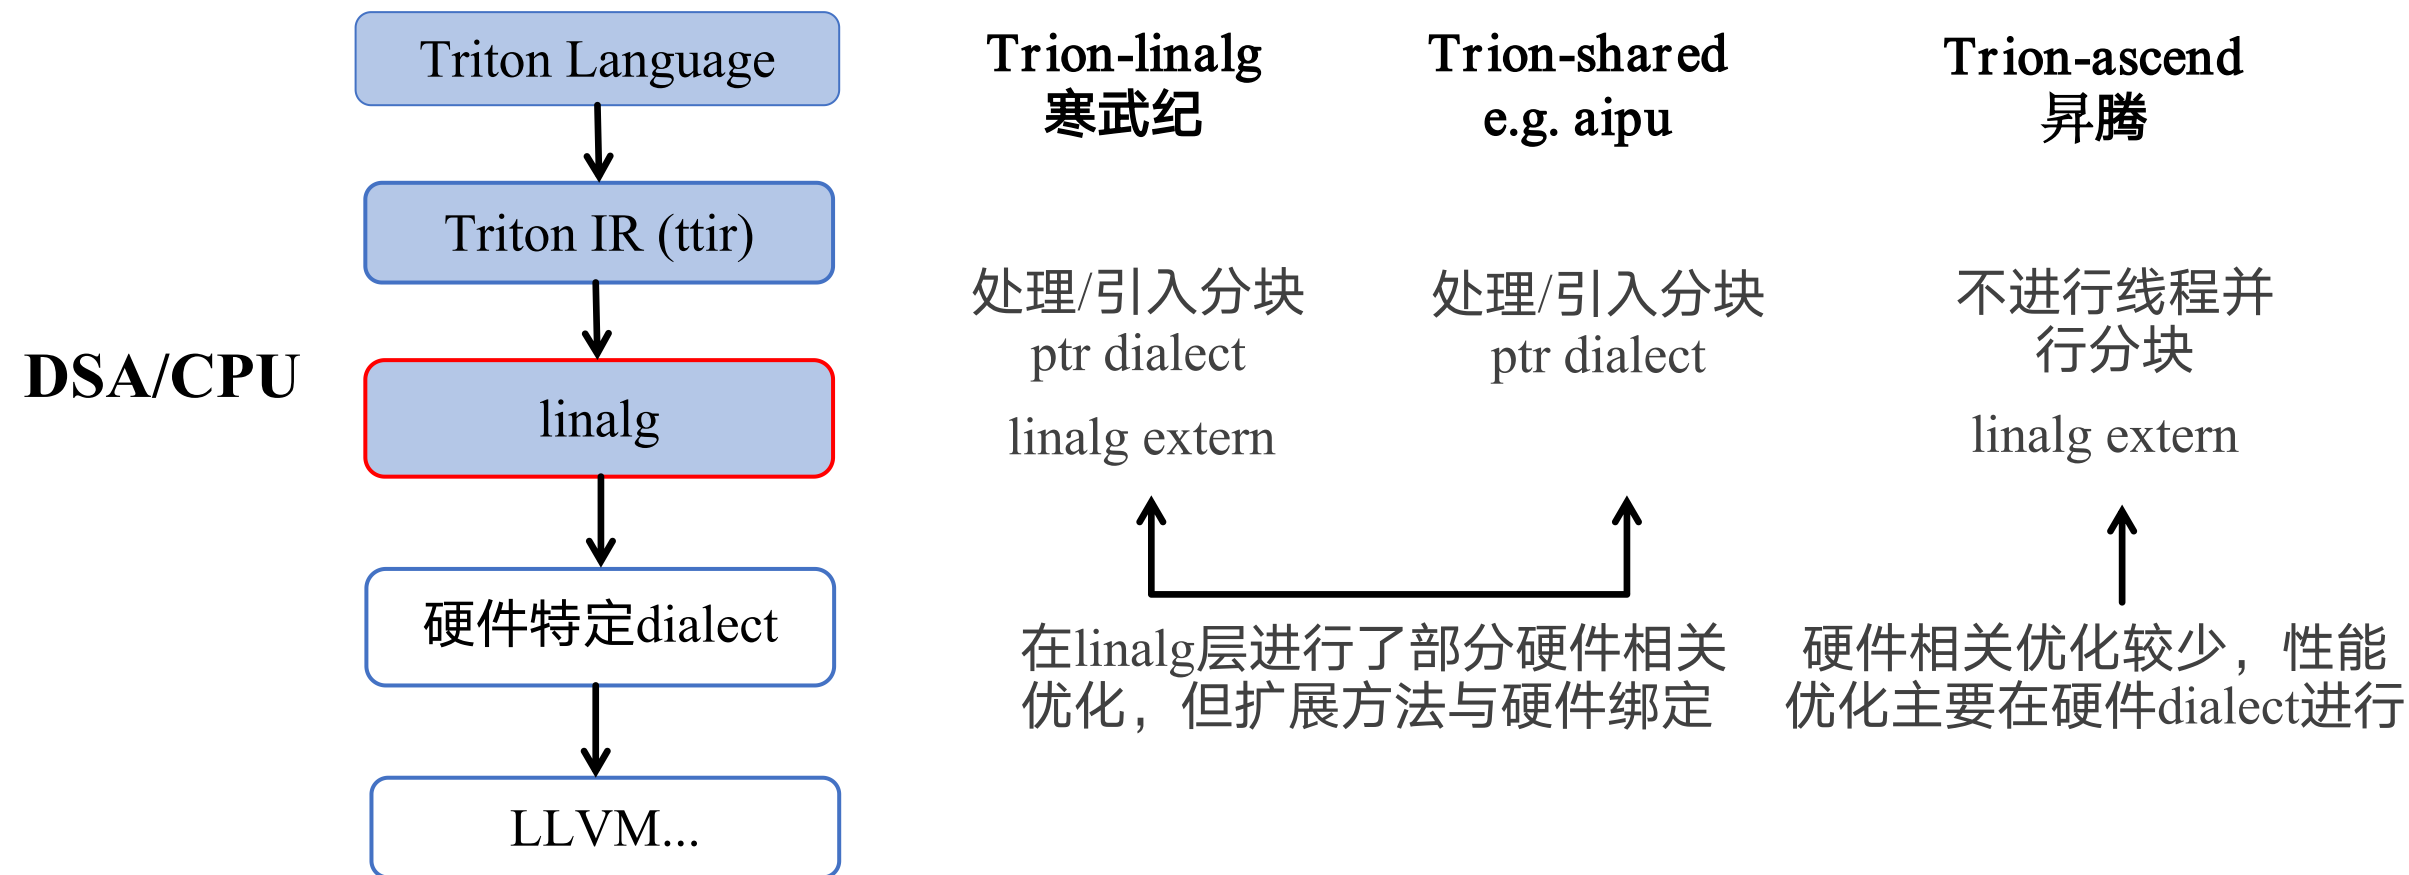 DSA/CPU
Triton Language
Triton IR (ttir)
linalg
硬件特定dialect
LLVM...
Trion-linalg
寒武纪
处理/引入分块
ptr dialect
linalg extern
Trion-shared
e.g. aipu
处理/引入分块
ptr dialect
在linalg层进行了部分硬件相关
优化，但扩展方法与硬件绑定
Trion-ascend
昇腾
不进行线程并
行分块
linalg extern
硬件相关优化较少，性能
优化主要在硬件dialect进行